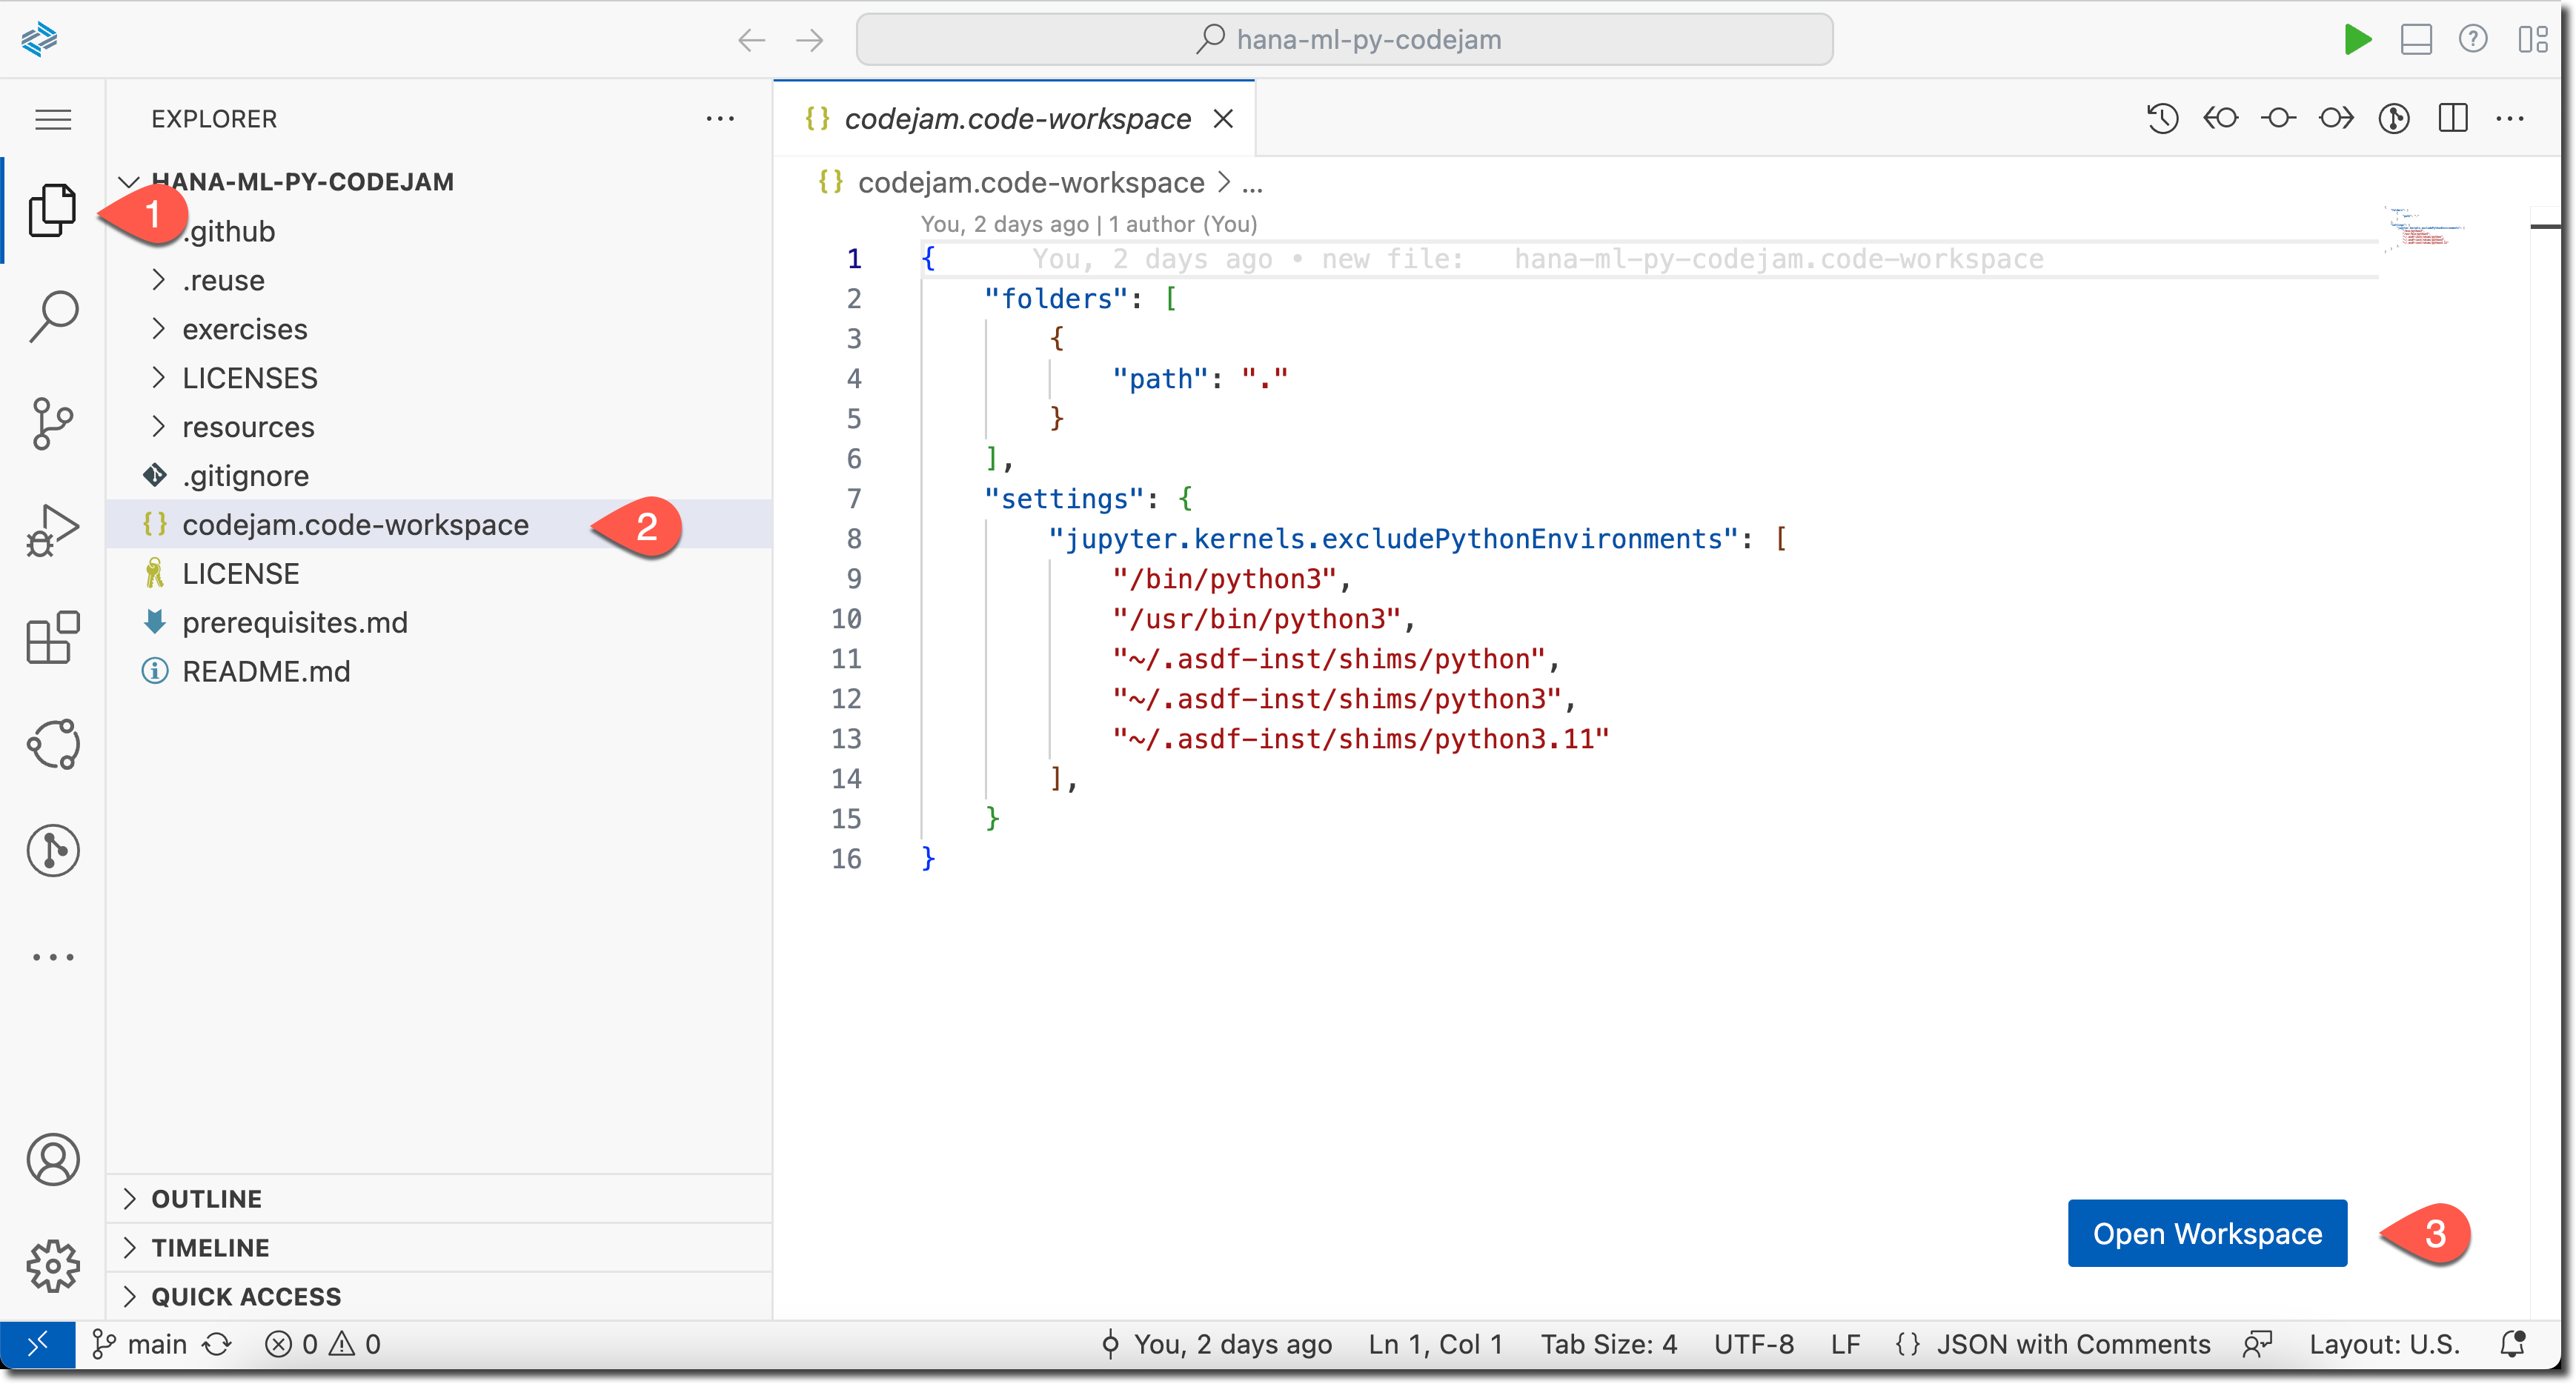 hana-ml-py-codejam
EXPLORER
HANA-ML-PY-CODEJAM
1
.github
.reuse
exercises
LICENSES
resources
.gitignore
codejam.code-workspace
2
LICENSE
prerequisites.md
README.md
OUTLINE
TIMELINE
QUICK ACCESS
{} codejam.code-workspace
{} codejam.code-workspace > ...
You, 2 days ago | 1 author (You)
1 { You, 2 days ago • new file: hana-ml-py-codejam.code-workspace
2 "folders": [
3 {
4 "path": "."
5 }
6 ],
7 "settings": {
8 "jupyter.kernels.excludePythonEnvironments": [
9 "/bin/python3",
10 "/usr/bin/python3",
11 "~/.asdf-inst/shims/python",
12 "~/.asdf-inst/shims/python3",
13 "~/.asdf-inst/shims/python3.11"
14 ],
15 }
16 }
Open Workspace
3
main 0 0 You, 2 days ago Ln 1, Col 1 Tab Size: 4 UTF-8 LF {} JSON with Comments Layout: U.S.